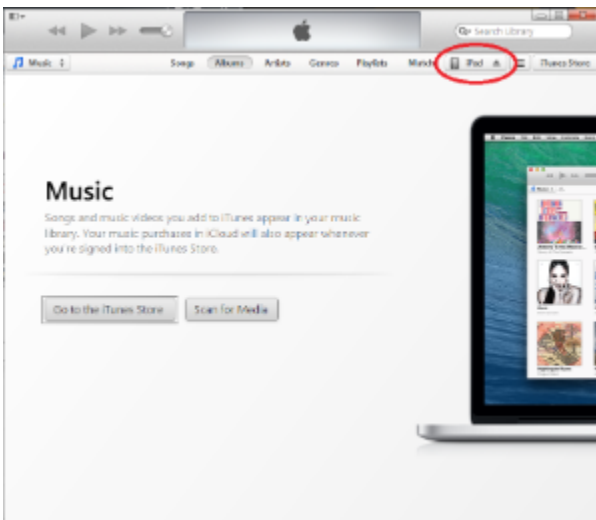 Search Library
Music
Songs Albums Artists Genres Playlists Match iPad iTunes Store
Music
Songs and music videos you add to iTunes appear in your music
library. Your music purchases in iCloud will also appear whenever
you're signed into the iTunes Store.
Go to the iTunes Store Scan for Media